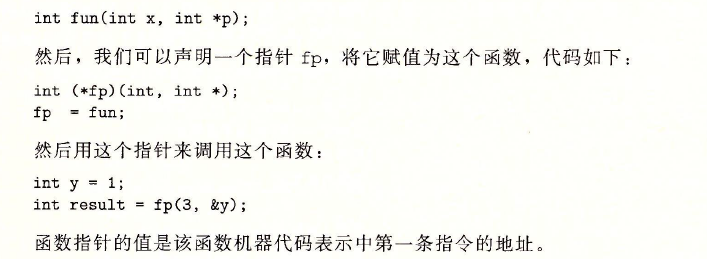 int fun(int x, int *p);
然后，我们可以声明一个指针 fp，将它赋值为这个函数，代码如下：
int (*fp)(int, int *);
fp  = fun;
然后用这个指针来调用这个函数：
int y = 1;
int result = fp(3, &y);
函数指针的值是该函数机器代码表示中第一条指令的地址。